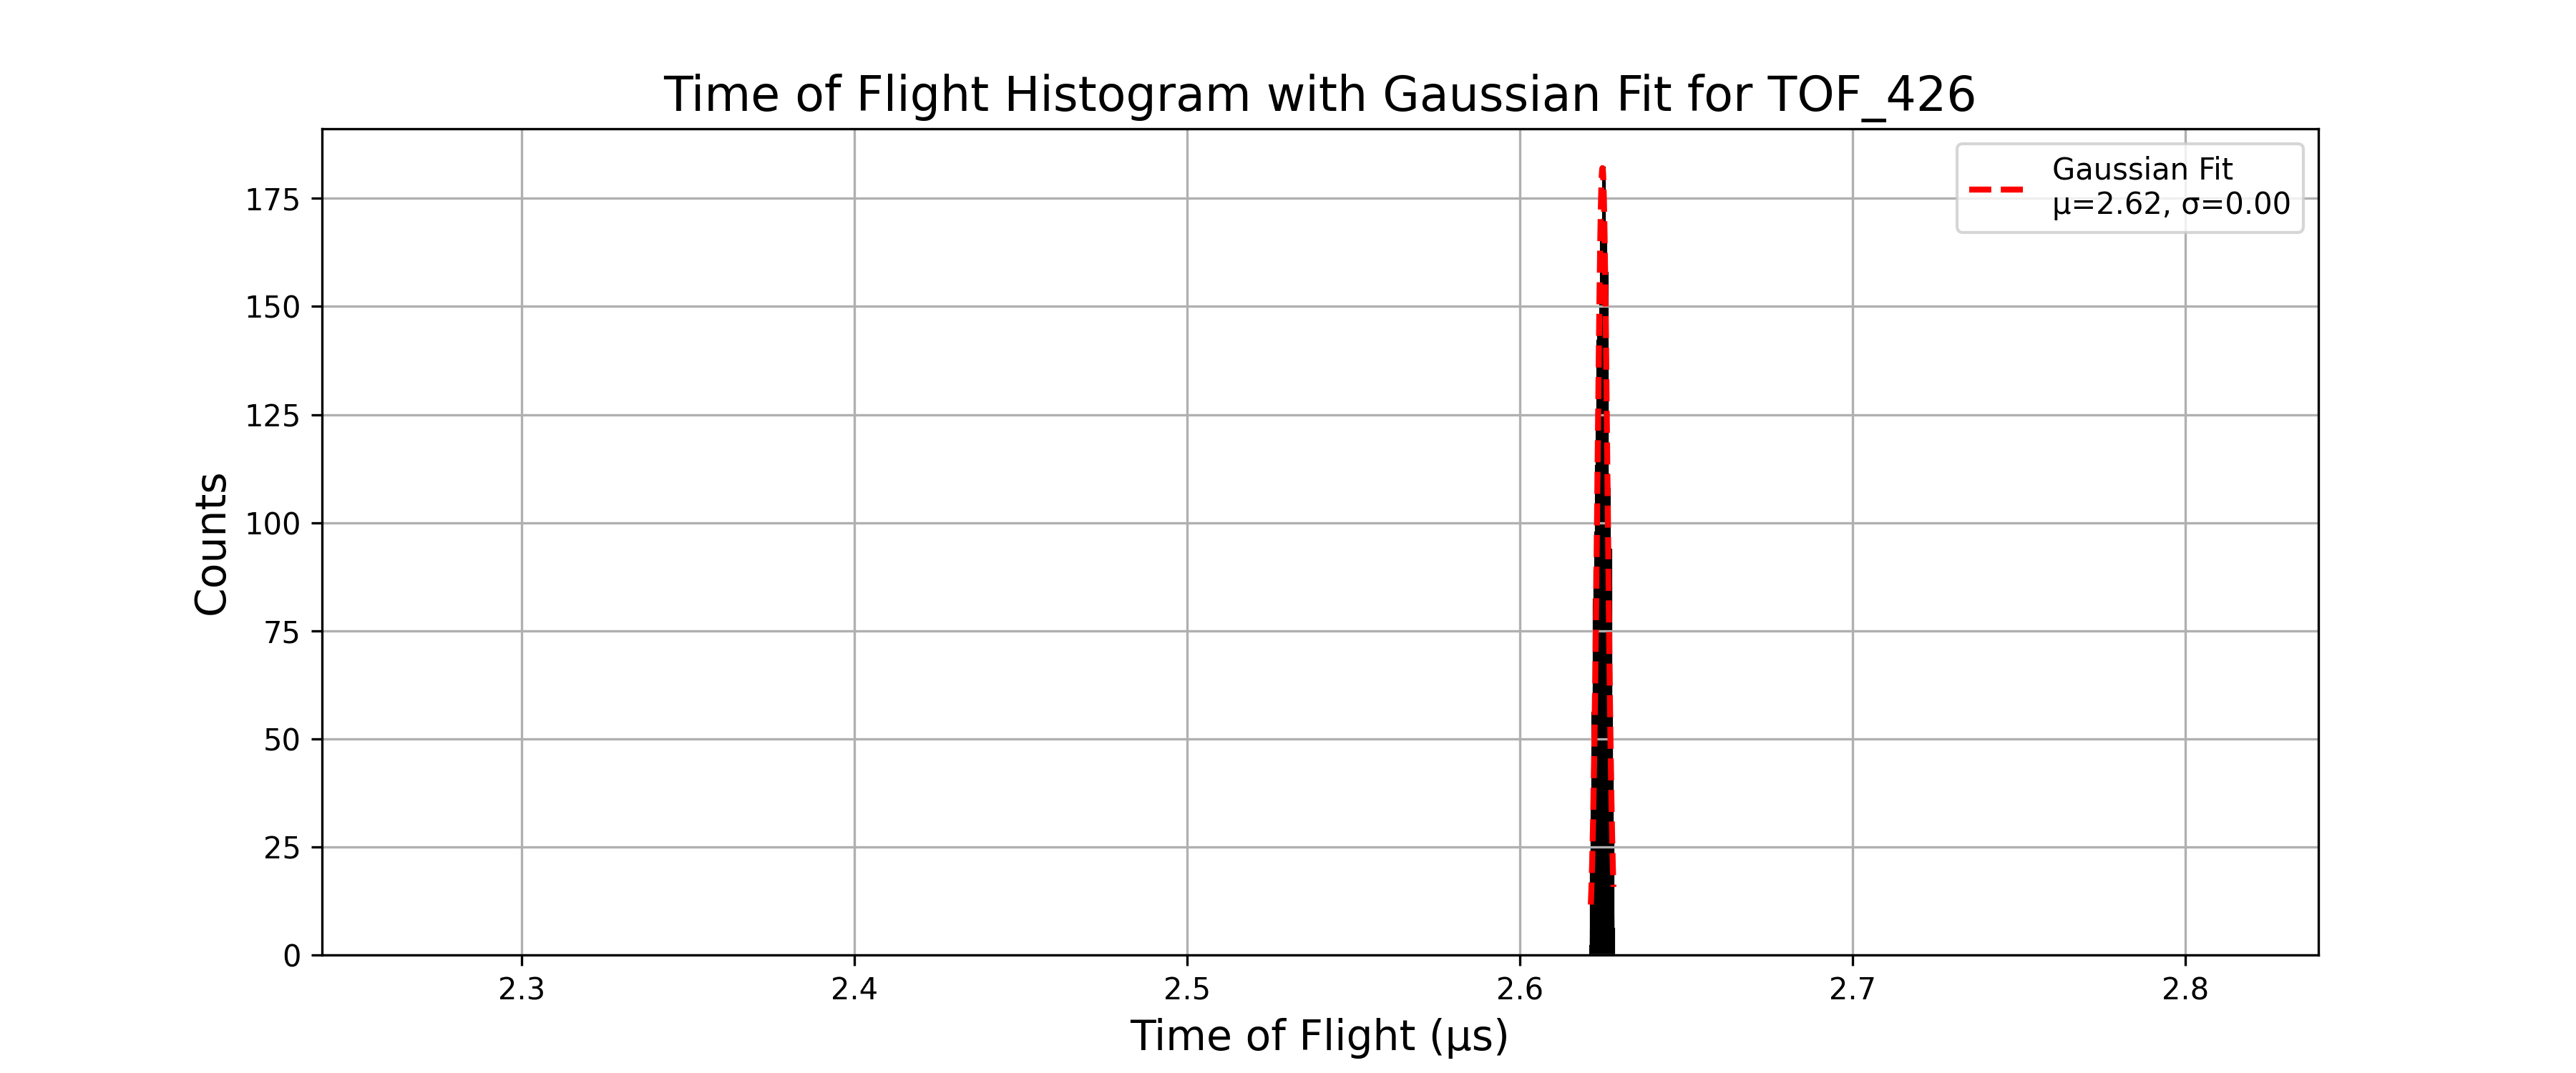 Time of Flight Histogram with Gaussian Fit for TOF_426
Gaussian Fit
μ=2.62, σ=0.00
Counts
175
150
125
100
75
50
25
0
2.3 2.4 2.5 2.6 2.7 2.8
Time of Flight (μs)